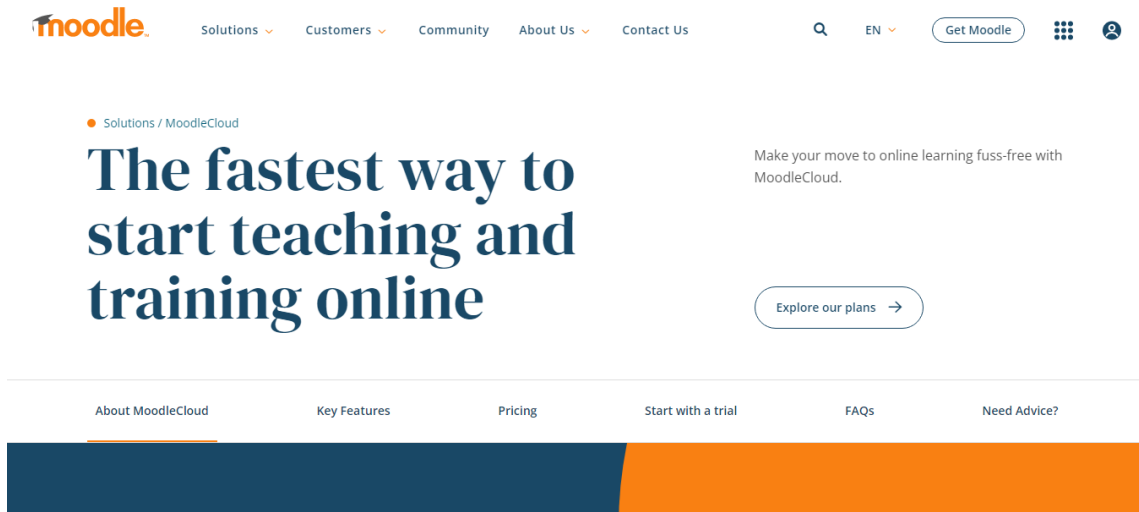 moodle
Solutions
Customers
Community
About Us
Contact Us
EN
Get Moodle
Solutions / MoodleCloud
The fastest way to
start teaching and
training online
Make your move to online learning fuss-free with
MoodleCloud.
Explore our plans
About MoodleCloud
Key Features
Pricing
Start with a trial
FAQs
Need Advice?